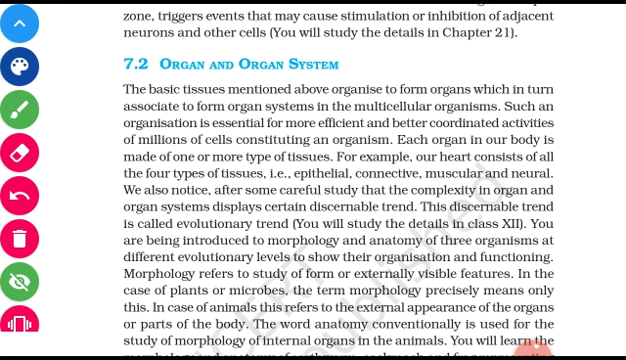 zone, triggers events that may cause stimulation or inhibition of adjacent
neurons and other cells (You will study the details in Chapter 21).
7.2 ORGAN AND ORGAN SYSTEM
The basic tissues mentioned above organise to form organs which in turn
associate to form organ systems in the multicellular organisms. Such an
organisation is essential for more efficient and better coordinated activities
of millions of cells constituting an organism. Each organ in our body is
made of one or more type of tissues. For example, our heart consists of all
the four types of tissues, i.e., epithelial, connective, muscular and neural.
We also notice, after some careful study that the complexity in organ and
organ systems displays certain discernable trend. This discernable trend
is called evolutionary trend (You will study the details in class XII). You
are being introduced to morphology and anatomy of three organisms at
different evolutionary levels to show their organisation and functioning.
Morphology refers to study of form or externally visible features. In the
case of plants or microbes, the term morphology precisely means only
this. In case of animals this refers to the external appearance of the organs
or parts of the body. The word anatomy conventionally is used for the
study of morphology of internal organs in the animals. You will learn the